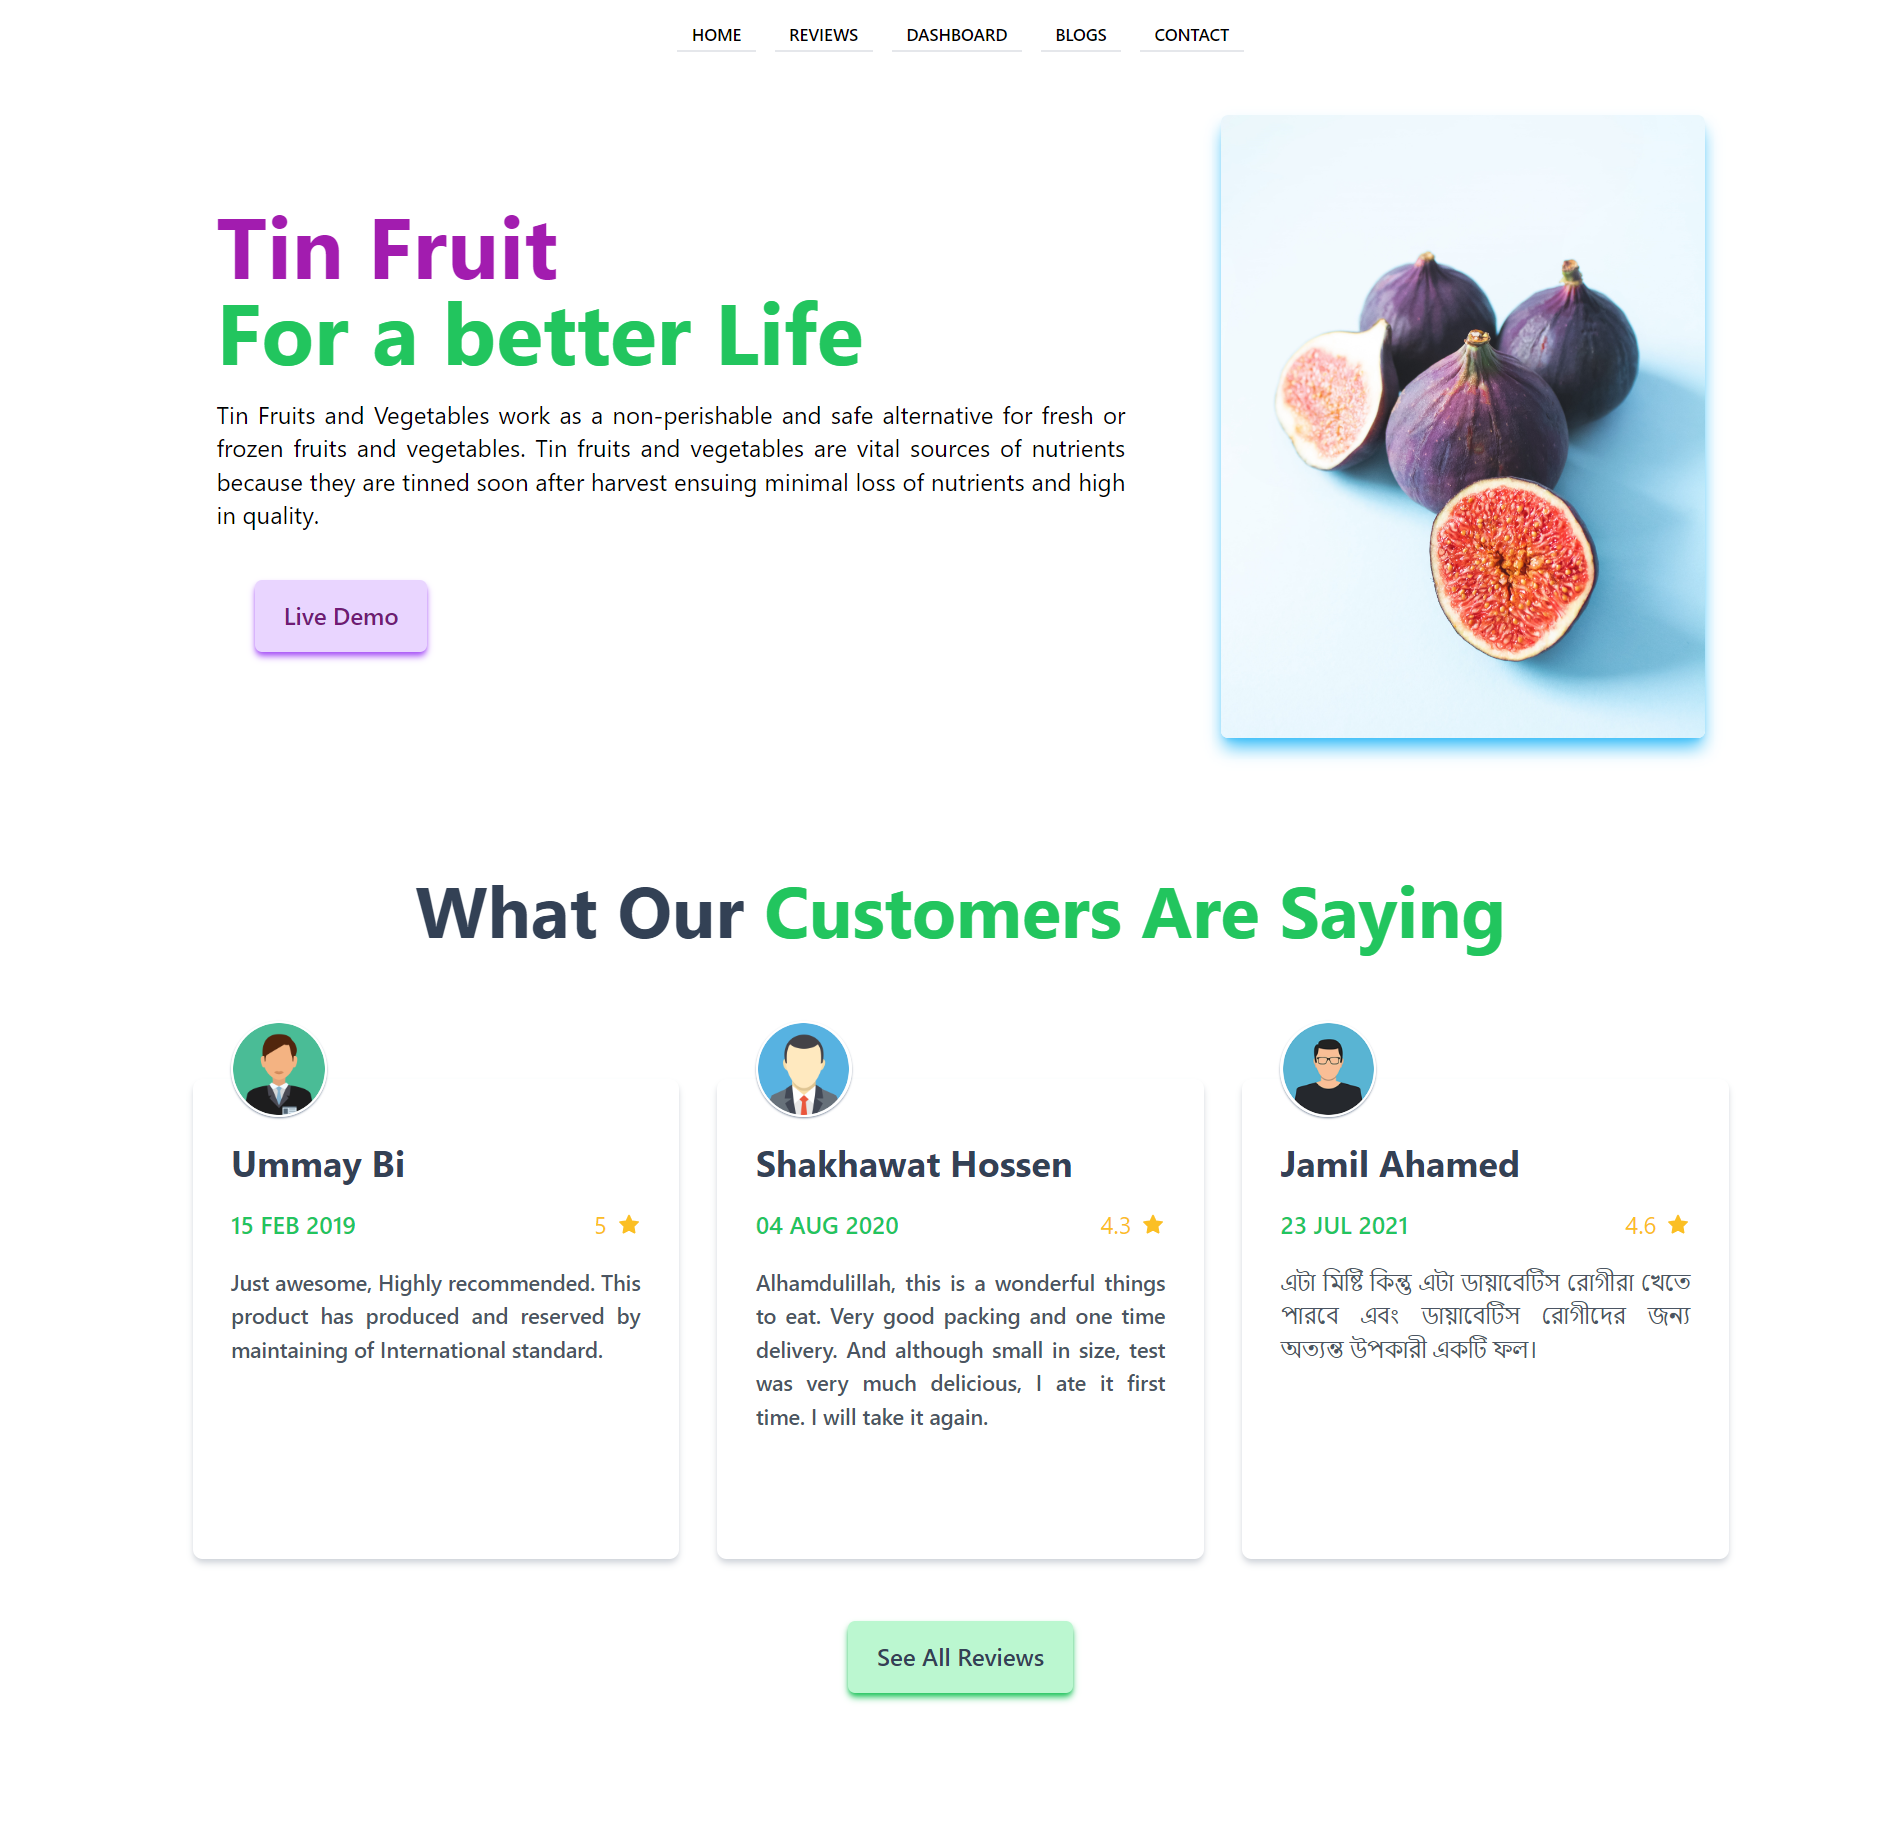 HOME REVIEWS DASHBOARD BLOGS CONTACT
Tin Fruit
For a better Life
Tin Fruits and Vegetables work as a non-perishable and safe alternative for fresh or
frozen fruits and vegetables. Tin fruits and vegetables are vital sources of nutrients
because they are tinned soon after harvest ensuing minimal loss of nutrients and high
in quality.
Live Demo
What Our Customers Are Saying
Ummay Bi
15 FEB 2019 5
Just awesome, Highly recommended. This
product has produced and reserved by
maintaining of International standard.
Shakhawat Hossen
04 AUG 2020 4.3
Alhamdulillah, this is a wonderful things
to eat. Very good packing and one time
delivery. And although small in size, test
was very much delicious, I ate it first
time. I will take it again.
Jamil Ahamed
23 JUL 2021 4.6
এটা মিষ্টি কিন্তু এটা ডায়াবেটিস রোগীরা খেতে
পারবে এবং ডায়াবেটিস রোগীদের জন্য
অত্যন্ত উপকারী একটি ফল।
See All Reviews